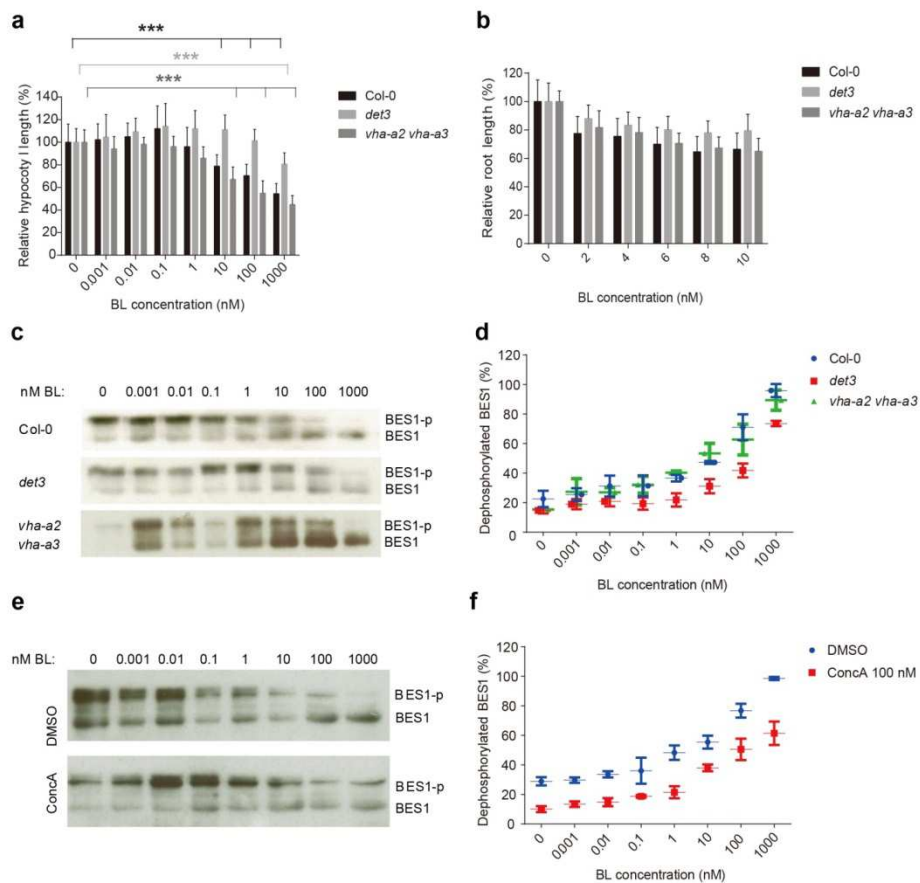 a
***
***
***
Relative hypocotyl length (%)
140
120
100
80
60
40
20
0
0 0.001 0.01 0.1 1 10 100 1000
BL concentration (nM)
Col-0
det3
vha-a2 vha-a3
b
Relative root length (%)
120
100
80
60
40
20
0
0 2 4 6 8 10
BL concentration (nM)
Col-0
det3
vha-a2 vha-a3
c
nM BL: 0 0.001 0.01 0.1 1 10 100 1000
Col-0
BES1-p
BES1
det3
BES1-p
BES1
vha-a2
vha-a3
BES1-p
BES1
d
Dephosphorylated BES1 (%)
120
100
80
60
40
20
0
0 0.001 0.01 0.1 1 10 100 1000
BL concentration (nM)
Col-0
det3
vha-a2 vha-a3
e
nM BL: 0 0.001 0.01 0.1 1 10 100 1000
DMSO
BES1-p
BES1
ConcA
BES1-p
BES1
f
Dephosphorylated BES1 (%)
120
100
80
60
40
20
0
0 0001 0.01 0.1 1 10 100 1000
BL concentration (nM)
DMSO
ConcA 100 nM